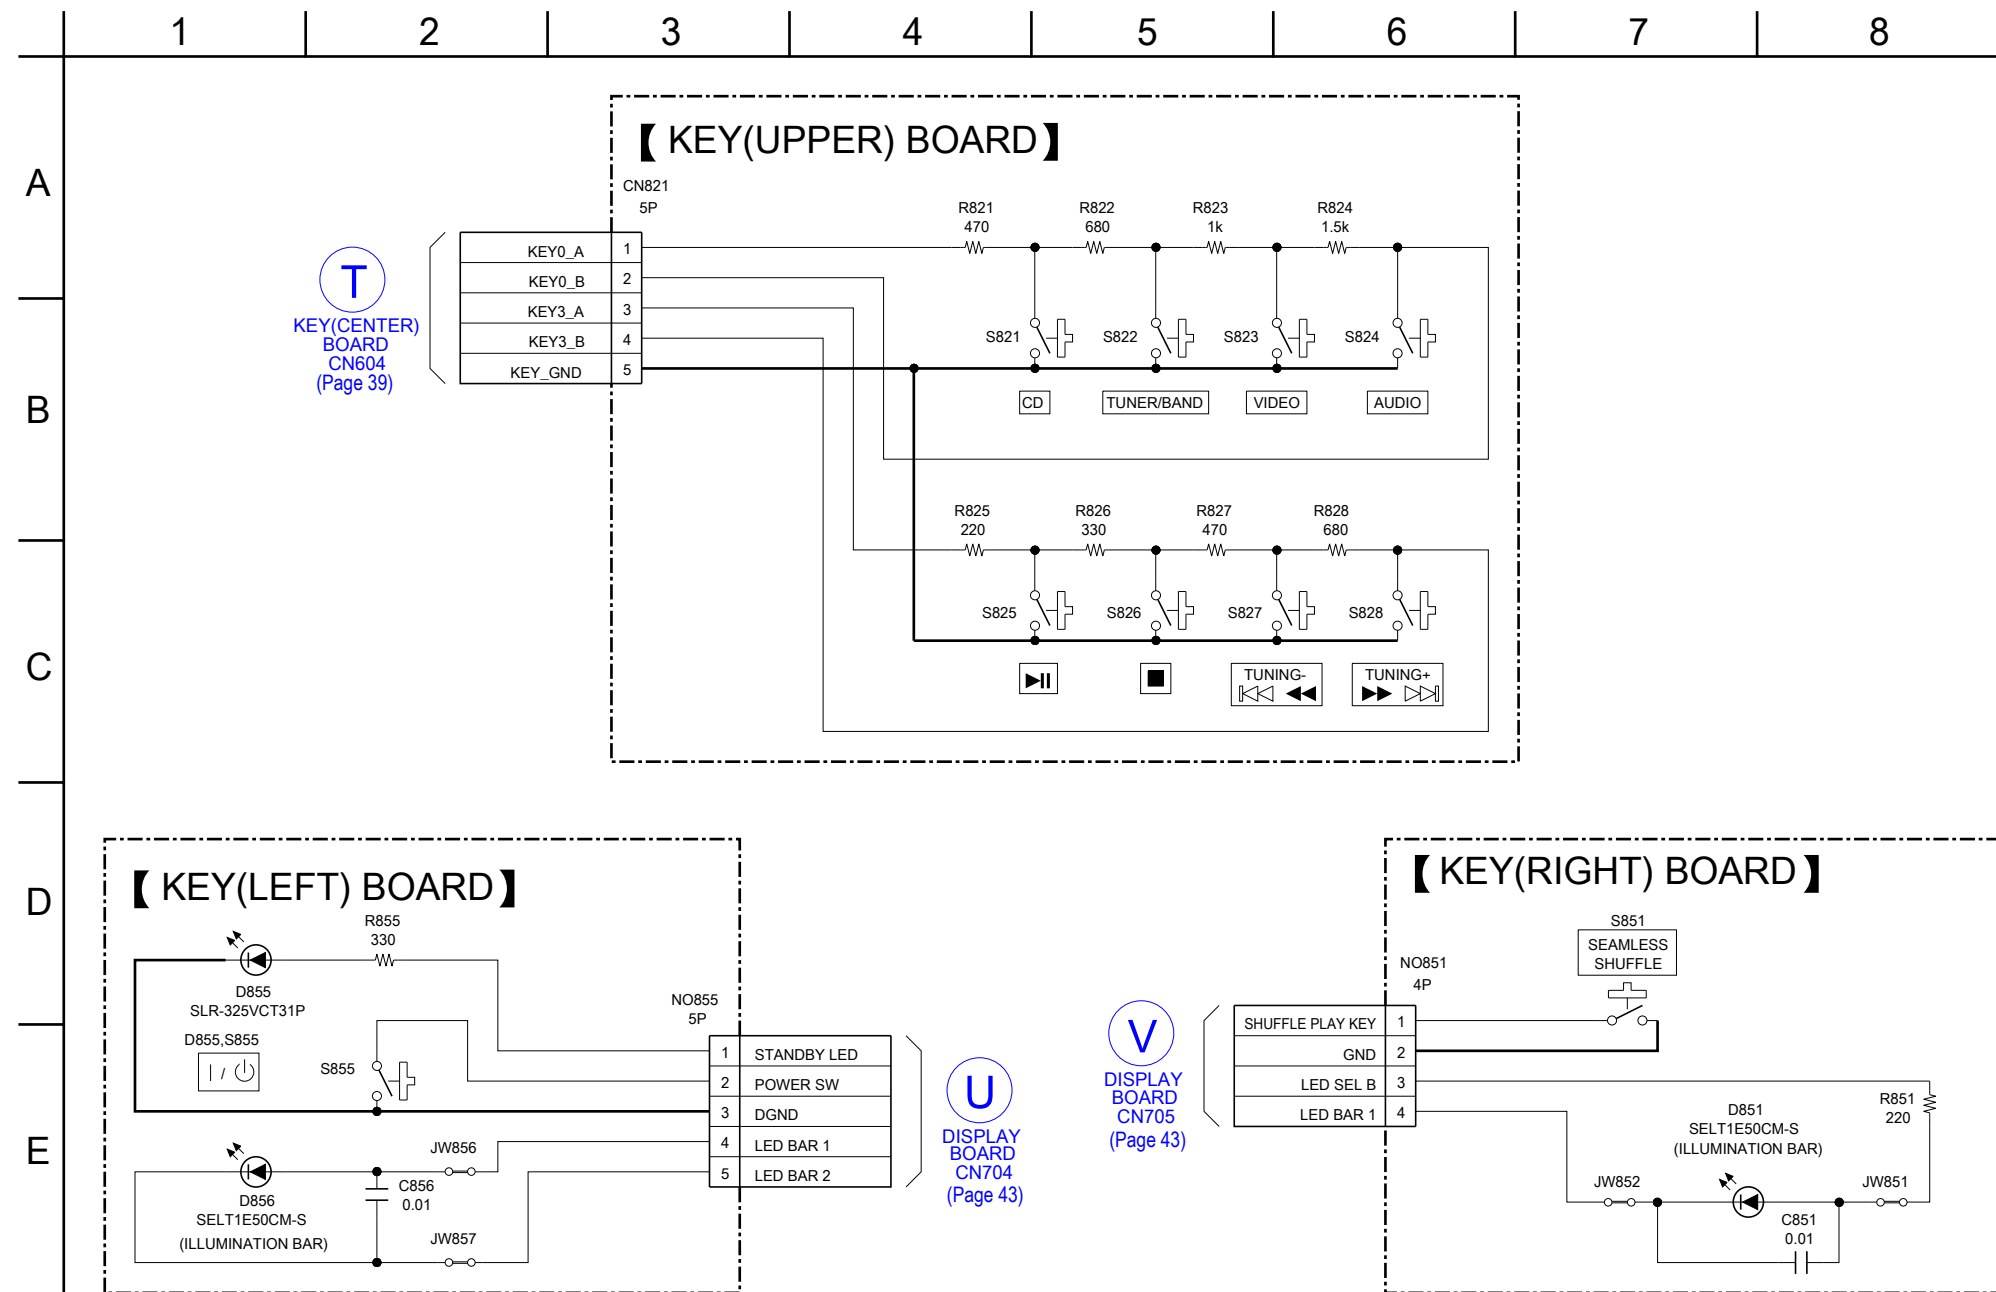 1 2 3 4 5 6 7 8
A
B
C
D
E
【 KEY(UPPER) BOARD】
CN821
5P
KEY0_A 1
KEY0_B 2
KEY3_A 3
KEY3_B 4
KEY_GND 5
T
KEY(CENTER)
BOARD
CN604
(Page 39)
R821
470
R822
680
R823
1k
R824
1.5k
S821
S822
S823
S824
CD
TUNER/BAND
VIDEO
AUDIO
R825
220
R826
330
R827
470
R828
680
S825
S826
S827
S828
TUNING-
TUNING+
【 KEY(LEFT) BOARD】
R855
330
D855
SLR-325VCT31P
D855,S855
I / ⏻
S855
NO855
5P
1 STANDBY LED
2 POWER SW
3 DGND
4 LED BAR 1
5 LED BAR 2
U
DISPLAY
BOARD
CN704
(Page 43)
JW856
C856
0.01
D856
SELT1E50CM-S
(ILLUMINATION BAR)
JW857
【 KEY(RIGHT) BOARD】
S851
SEAMLESS
SHUFFLE
NO851
4P
SHUFFLE PLAY KEY 1
GND 2
LED SEL B 3
LED BAR 1 4
V
DISPLAY
BOARD
CN705
(Page 43)
R851
220
D851
SELT1E50CM-S
(ILLUMINATION BAR)
JW852
JW851
C851
0.01